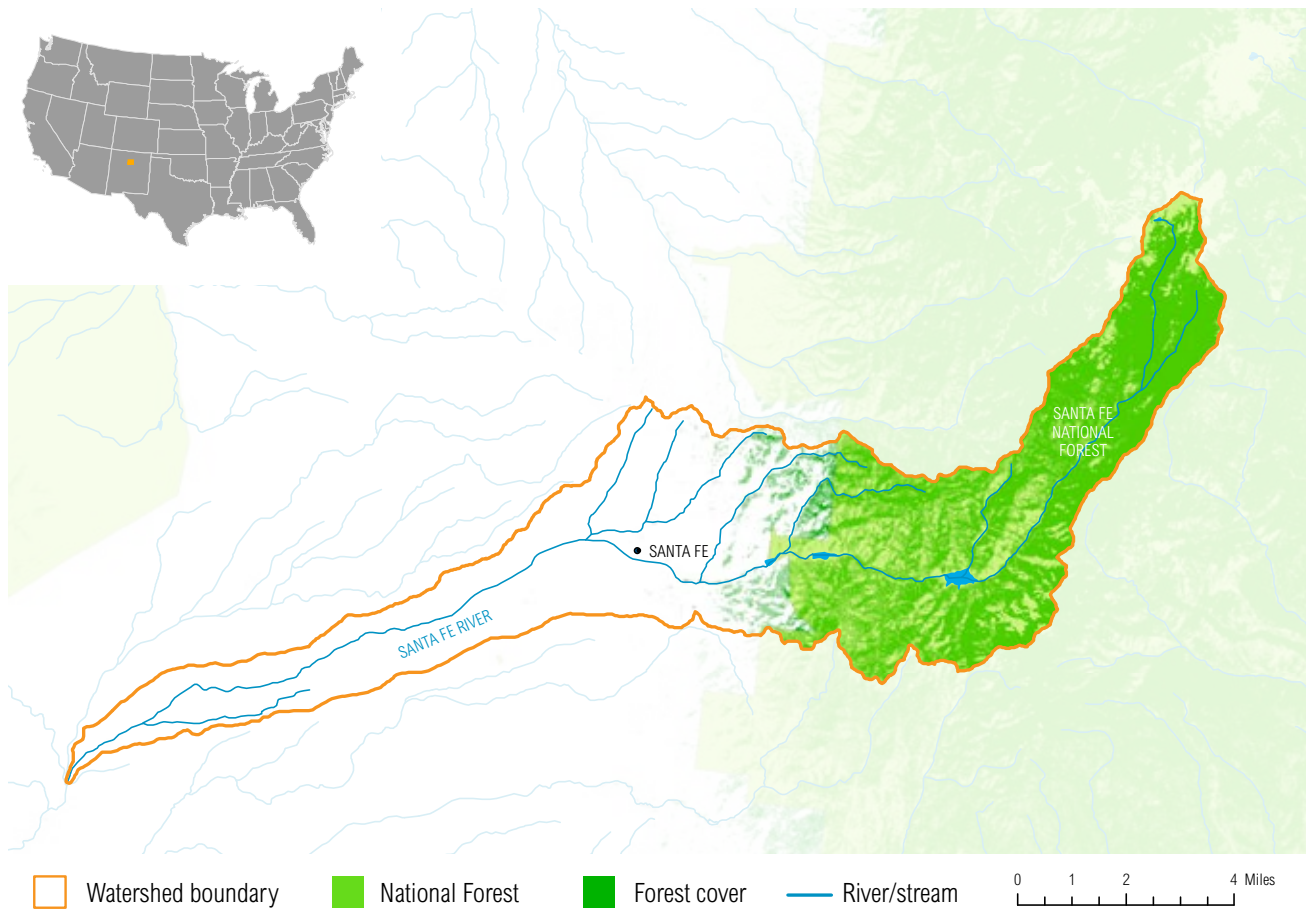 SANTA FE
NATIONAL
FOREST
SANTA FE
SANTA FE RIVER
Watershed boundary
National Forest
Forest cover
River/stream
0 1 2 4 Miles